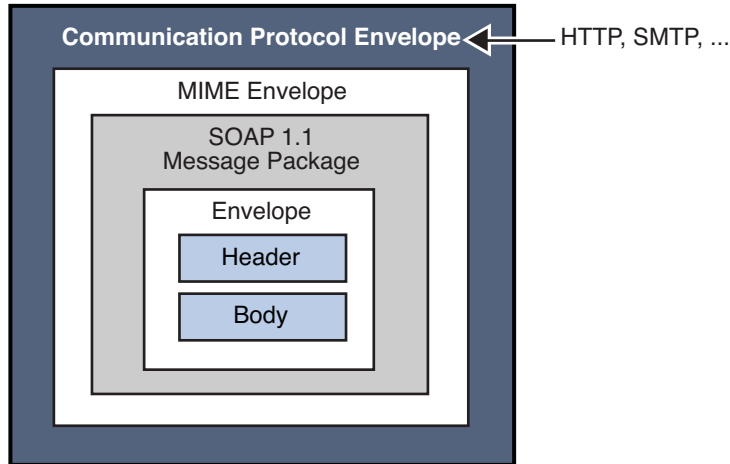 Communication Protocol Envelope
HTTP, SMTP, ...
MIME Envelope
SOAP 1.1
Message Package
Envelope
Header
Body